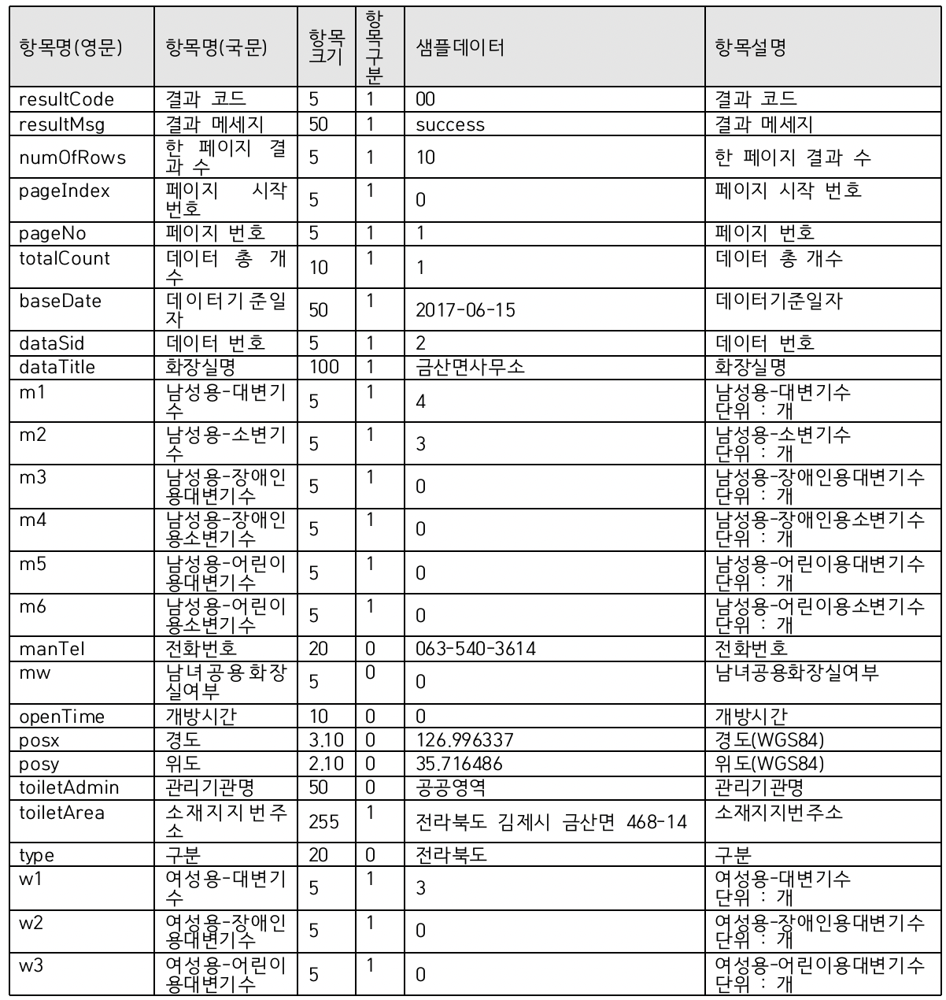 항목명(영문) 항목명(국문) 항목 크기 항목구분 샘플데이터 항목설명
resultCode 결과 코드 5 1 00 결과 코드
resultMsg 결과 메세지 50 1 success 결과 메세지
numOfRows 한 페이지 결과 수 5 1 10 한 페이지 결과 수
pageIndex 페이지 시작 번호 5 1 0 페이지 시작 번호
pageNo 페이지 번호 5 1 1 페이지 번호
totalCount 데이터 총 개수 10 1 1 데이터 총 개수
baseDate 데이터기준일자 50 1 2017-06-15 데이터기준일자
dataSid 데이터 번호 5 1 2 데이터 번호
dataTitle 화장실명 100 1 금산면사무소 화장실명
m1 남성용-대변기수 5 1 4 남성용-대변기수 단위 : 개
m2 남성용-소변기수 5 1 3 남성용-소변기수 단위 : 개
m3 남성용-장애인용대변기수 5 1 0 남성용-장애인용대변기수 단위 : 개
m4 남성용-장애인용소변기수 5 1 0 남성용-장애인용소변기수 단위 : 개
m5 남성용-어린이용대변기수 5 1 0 남성용-어린이용대변기수 단위 : 개
m6 남성용-어린이용소변기수 5 1 0 남성용-어린이용소변기수 단위 : 개
manTel 전화번호 20 0 063-540-3614 전화번호
mw 남녀공용화장실여부 5 0 0 남녀공용화장실여부
openTime 개방시간 10 0 0 개방시간
posx 경도 3.10 0 126.996337 경도(WGS84)
posy 위도 2.10 0 35.716486 위도(WGS84)
toiletAdmin 관리기관명 50 0 공공영역 관리기관명
toiletArea 소재지지번주소 255 1 전라북도 김제시 금산면 468-14 소재지지번주소
type 구분 20 0 전라북도 구분
w1 여성용-대변기수 5 1 3 여성용-대변기수 단위 : 개
w2 여성용-장애인용대변기수 5 1 0 여성용-장애인용대변기수 단위 : 개
w3 여성용-어린이용대변기수 5 1 0 여성용-어린이용대변기수 단위 : 개